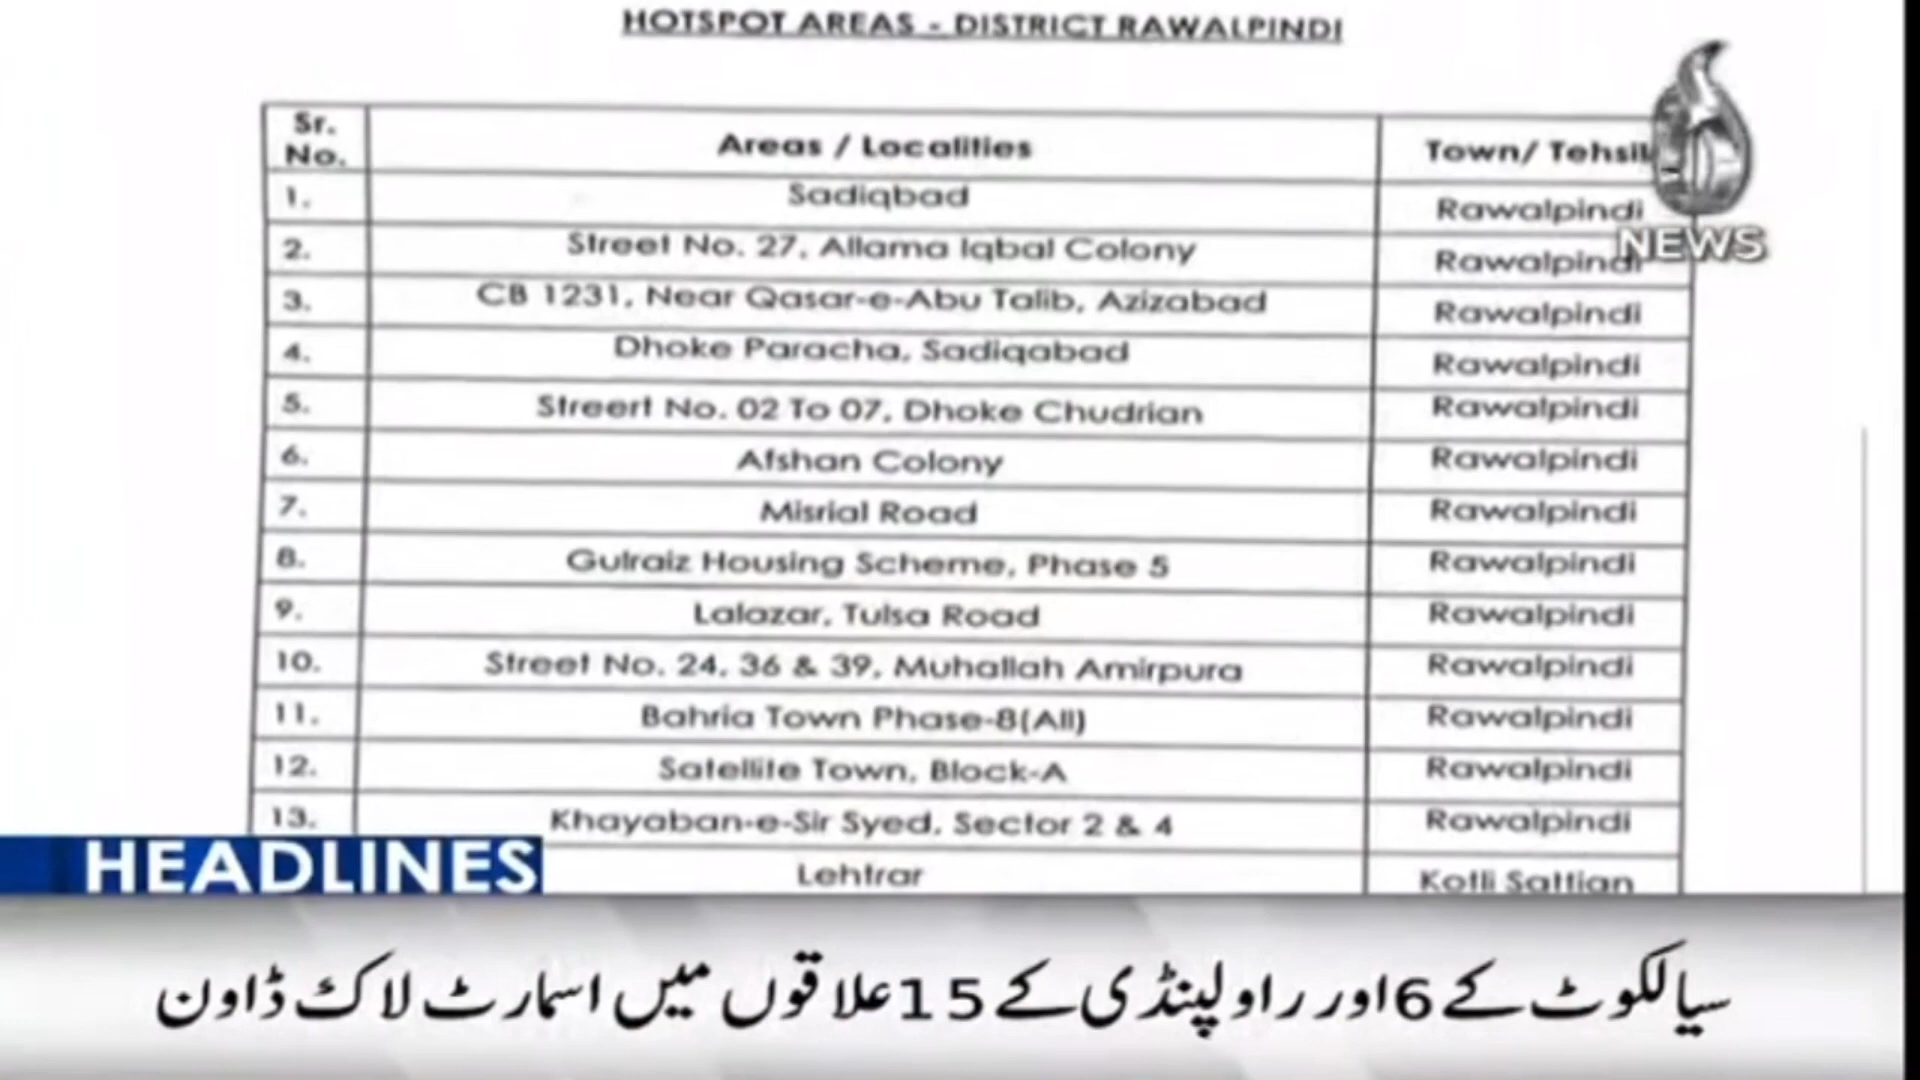 HOTSPOT AREAS - DISTRICT RAWALPINDI
Sr. No. Areas / Localities Town/ Tehsil
1. Sadiqbad Rawalpindi
2. Street No. 27, Allama Iqbal Colony Rawalpindi
3. CB 1231, Near Qasar-e-Abu Talib, Azizabad Rawalpindi
4. Dhoke Paracha, Sadiqabad Rawalpindi
5. Streert No. 02 To 07, Dhoke Chudrian Rawalpindi
6. Afshan Colony Rawalpindi
7. Misrial Road Rawalpindi
8. Gulraiz Housing Scheme, Phase 5 Rawalpindi
9. Lalazar, Tulsa Road Rawalpindi
10. Street No. 24, 36 & 39, Muhallah Amirpura Rawalpindi
11. Bahria Town Phase-8(All) Rawalpindi
12. Satellite Town, Block-A Rawalpindi
13. Khayaban-e-Sir Syed, Sector 2 & 4 Rawalpindi
Lehtrar Kotli Sattian
NEWS
HEADLINES
سیالکوٹ کے 6 اور راولپنڈی کے 15 علاقوں میں اسمارٹ لاک ڈاون